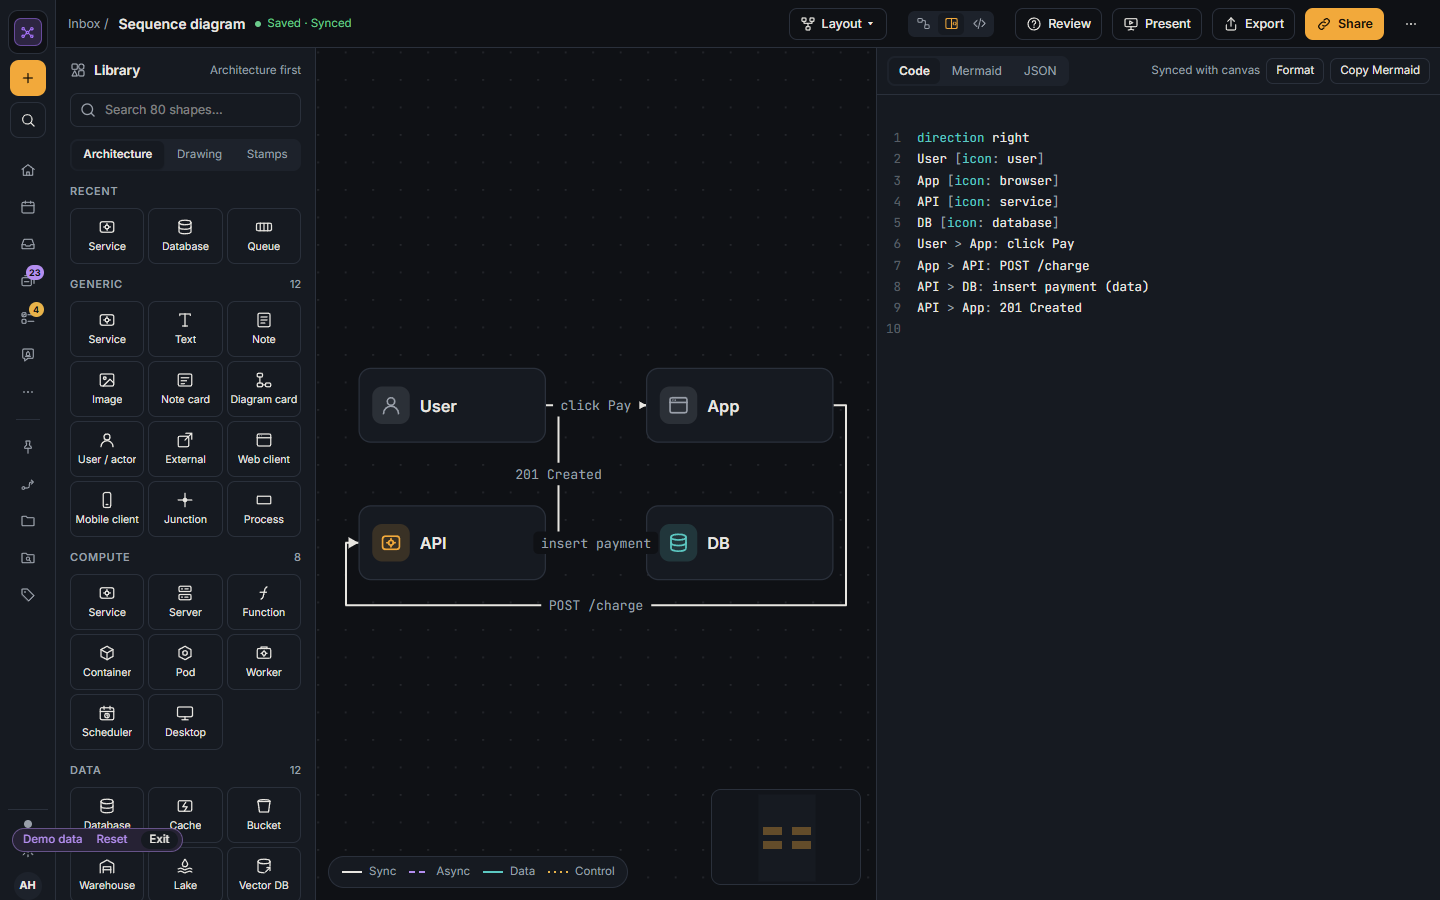 Inbox / Sequence diagram Saved · Synced
Layout
Review
Present
Export
Share
Library
Architecture first
Search 80 shapes...
Architecture Drawing Stamps
RECENT
Service Database Queue
GENERIC 12
Service Text Note
Image Note card Diagram card
User / actor External Web client
Mobile client Junction Process
COMPUTE 8
Service Server Function
Container Pod Worker
Scheduler Desktop
DATA 12
Database Cache Bucket
Warehouse Lake Vector DB
23
4
Demo data Reset Exit
AH
User click Pay App
201 Created
API insert payment DB
POST /charge
Sync Async Data Control
Code Mermaid JSON
Synced with canvas Format Copy Mermaid
1 direction right
2 User [icon: user]
3 App [icon: browser]
4 API [icon: service]
5 DB [icon: database]
6 User > App: click Pay
7 App > API: POST /charge
8 API > DB: insert payment (data)
9 API > App: 201 Created
10